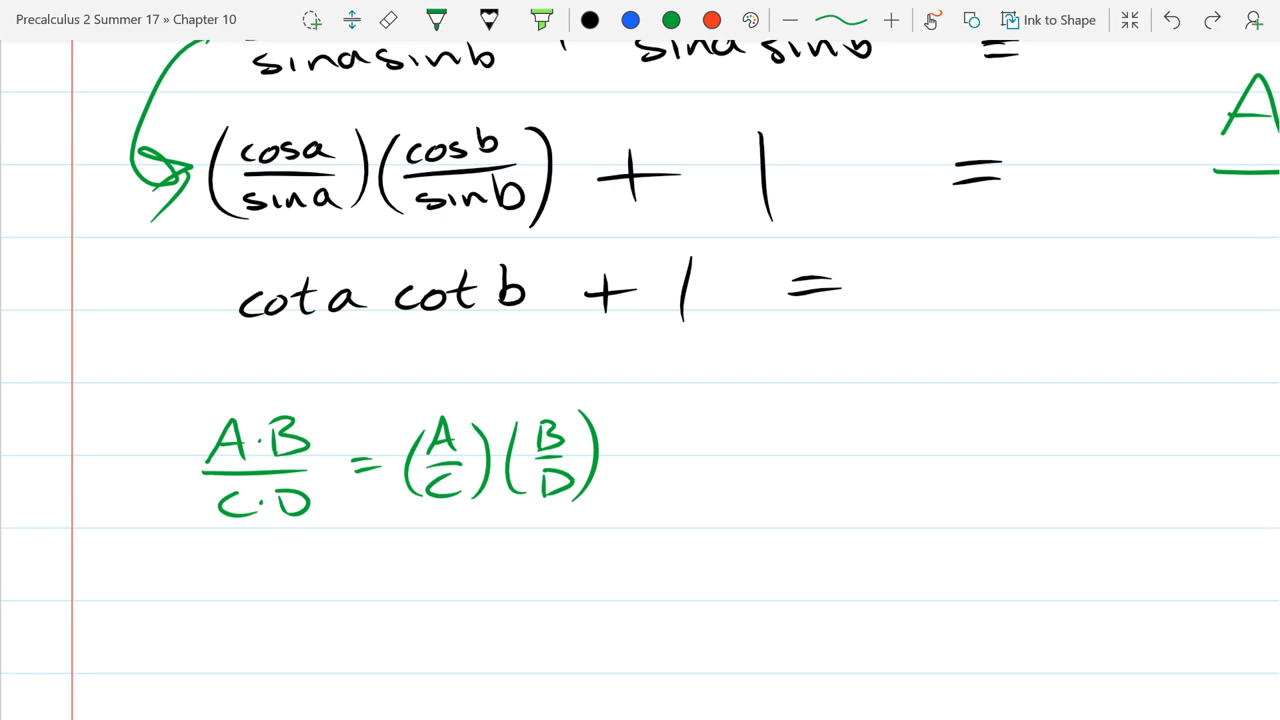 Precalculus 2 Summer 17 » Chapter 10
Ink to Shape
sinasinb sinasinb =
(cosa/sina)(cosb/sinb) + 1 =
A
cota cotb + 1 =
A·B/C·D = (A/C)(B/D)